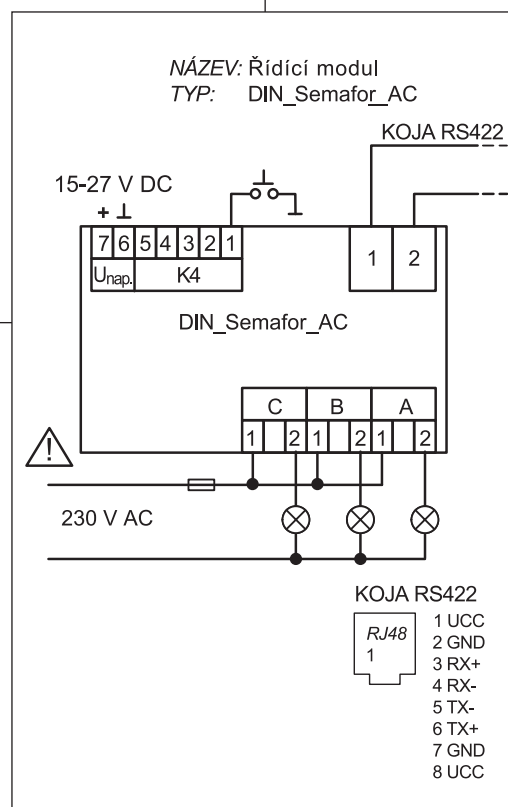 NÁZEV: Řídící modul
TYP: DIN_Semafor_AC
KOJA RS422
15-27 V DC
+ ⊥
7 6 5 4 3 2 1
Unap. K4
1 2
DIN_Semafor_AC
C B A
1 2 1 2 1 2
!
230 V AC
KOJA RS422
RJ48
1
1 UCC
2 GND
3 RX+
4 RX-
5 TX-
6 TX+
7 GND
8 UCC